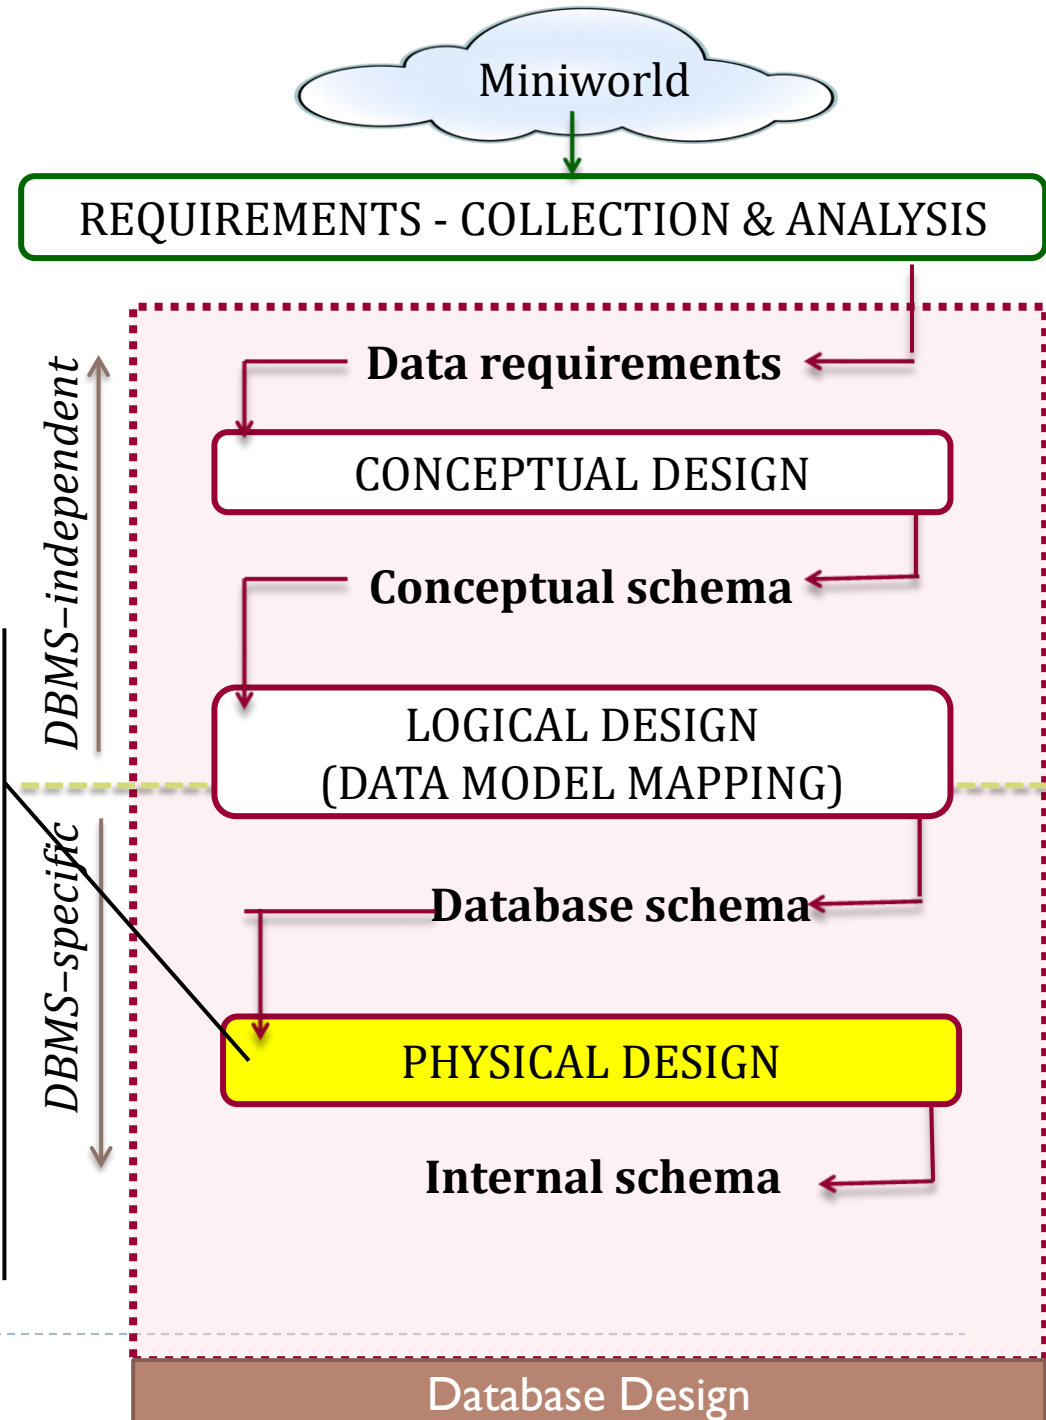 Miniworld
REQUIREMENTS - COLLECTION & ANALYSIS
Data requirements
CONCEPTUAL DESIGN
Conceptual schema
DBMS–independent
LOGICAL DESIGN
(DATA MODEL MAPPING)
Database schema
DBMS–specific
PHYSICAL DESIGN
Internal schema
Database Design